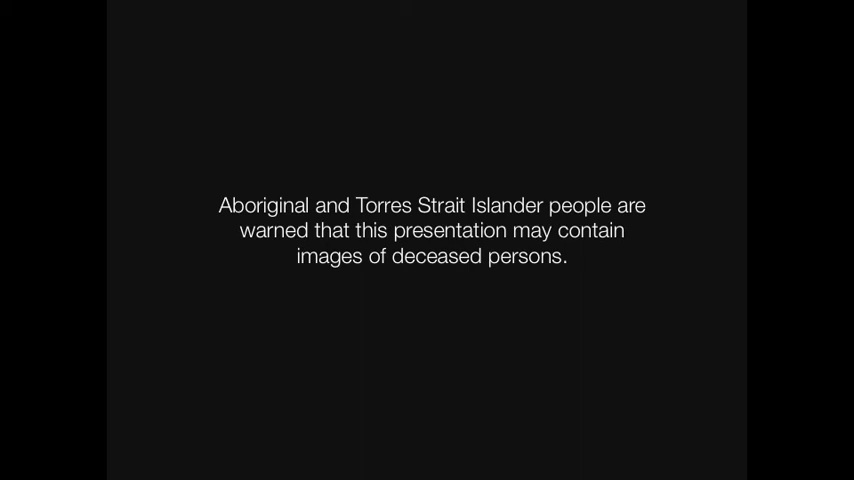 Aboriginal and Torres Strait Islander people are
warned that this presentation may contain
images of deceased persons.